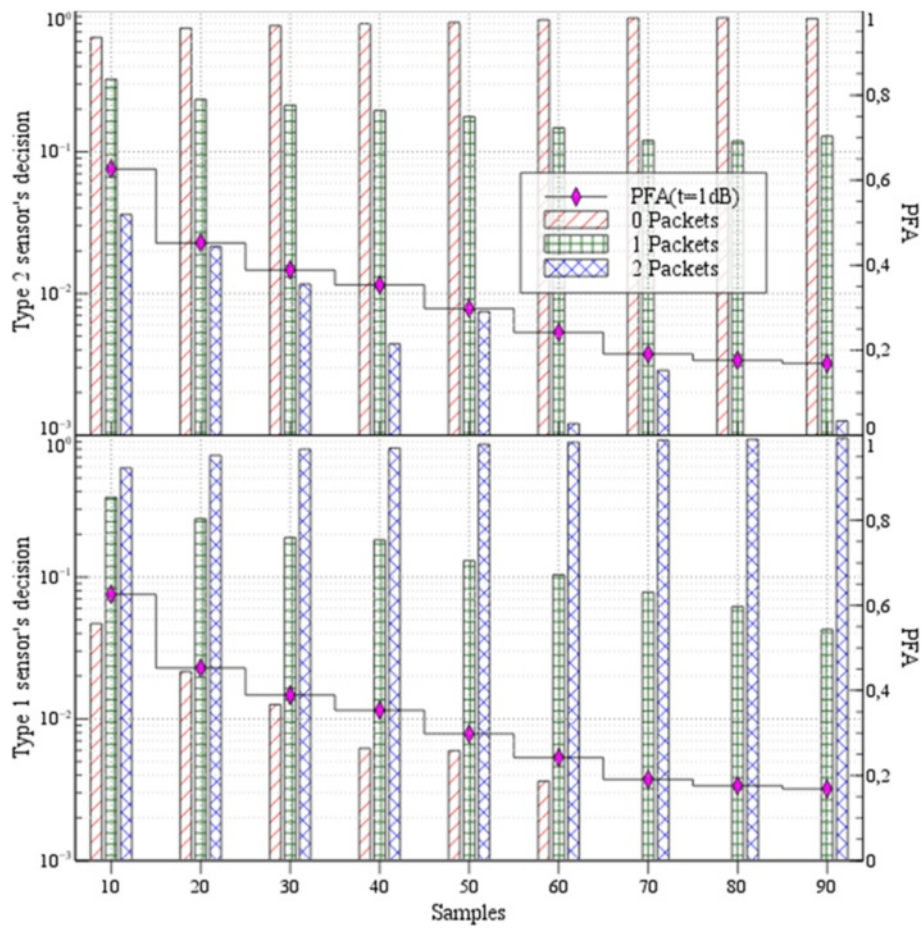 10⁰
10⁻¹
10⁻²
10⁻³
Type 2 sensor's decision
1
0,8
0,6
0,4
0,2
0
PFA
PFA(t=1dB)
0 Packets
1 Packets
2 Packets
10⁰
10⁻¹
10⁻²
10⁻³
Type 1 sensor's decision
1
0,8
0,6
0,4
0,2
0
PFA
10 20 30 40 50 60 70 80 90
Samples